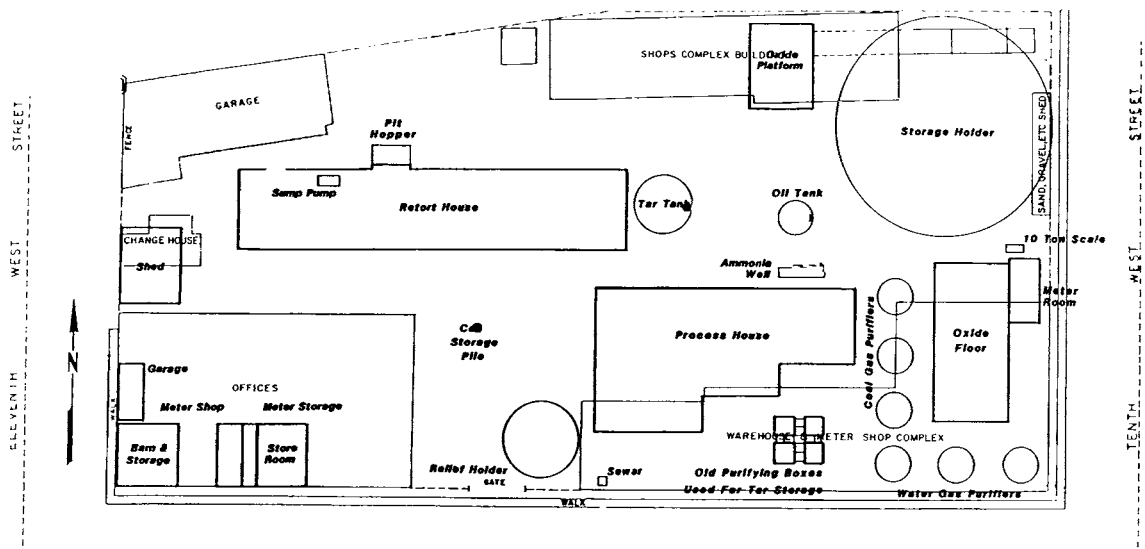 SHOPS COMPLEX BUILDING
Oxide
Platform
GARAGE
Storage Holder
SAND, GRAVEL, ETC SHED
FENCE
Pit
Hopper
Sump Pump
Retort House
Tar Tank
Oil Tank
CHANGE HOUSE
Shed
10 Ton Scale
Ammonia
Well
Meter
Room
Process House
Coal Gas Purifiers
Oxide
Floor
N
Storage
Pile
Garage
OFFICES
WALK
Meter Shop
Meter Storage
Barn &
Storage
Store
Room
WAREHOUSE & METER SHOP COMPLEX
Relief Holder
GATE
Sewer
Old Purifying Boxes
Used For Tar Storage
Water Gas Purifiers
WALK
ELEVENTH WEST STREET
TENTH WEST STREET